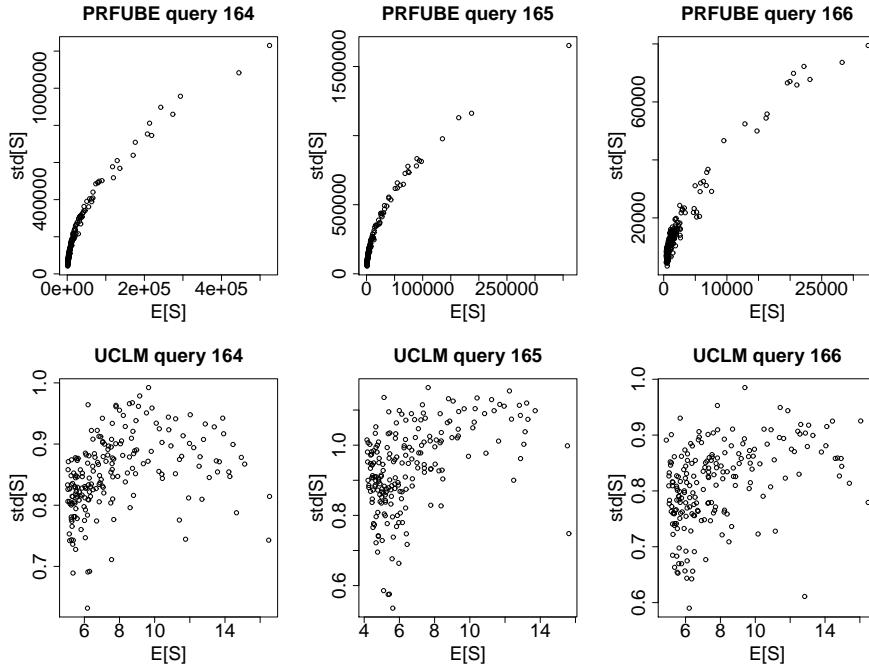 PRFUBE query 164
std[S]
0
400000
1000000
0e+00
2e+05
4e+05
E[S]
PRFUBE query 165
std[S]
0
500000
1500000
0
100000
250000
E[S]
PRFUBE query 166
std[S]
20000
60000
0
10000
25000
E[S]
UCLM query 164
std[S]
0.7
0.8
0.9
1.0
6
8
10
12
14
E[S]
UCLM query 165
std[S]
0.6
0.8
0.9
1.0
4
6
8
10
14
E[S]
UCLM query 166
std[S]
0.6
0.7
0.8
0.9
1.0
6
8
10
12
14
E[S]